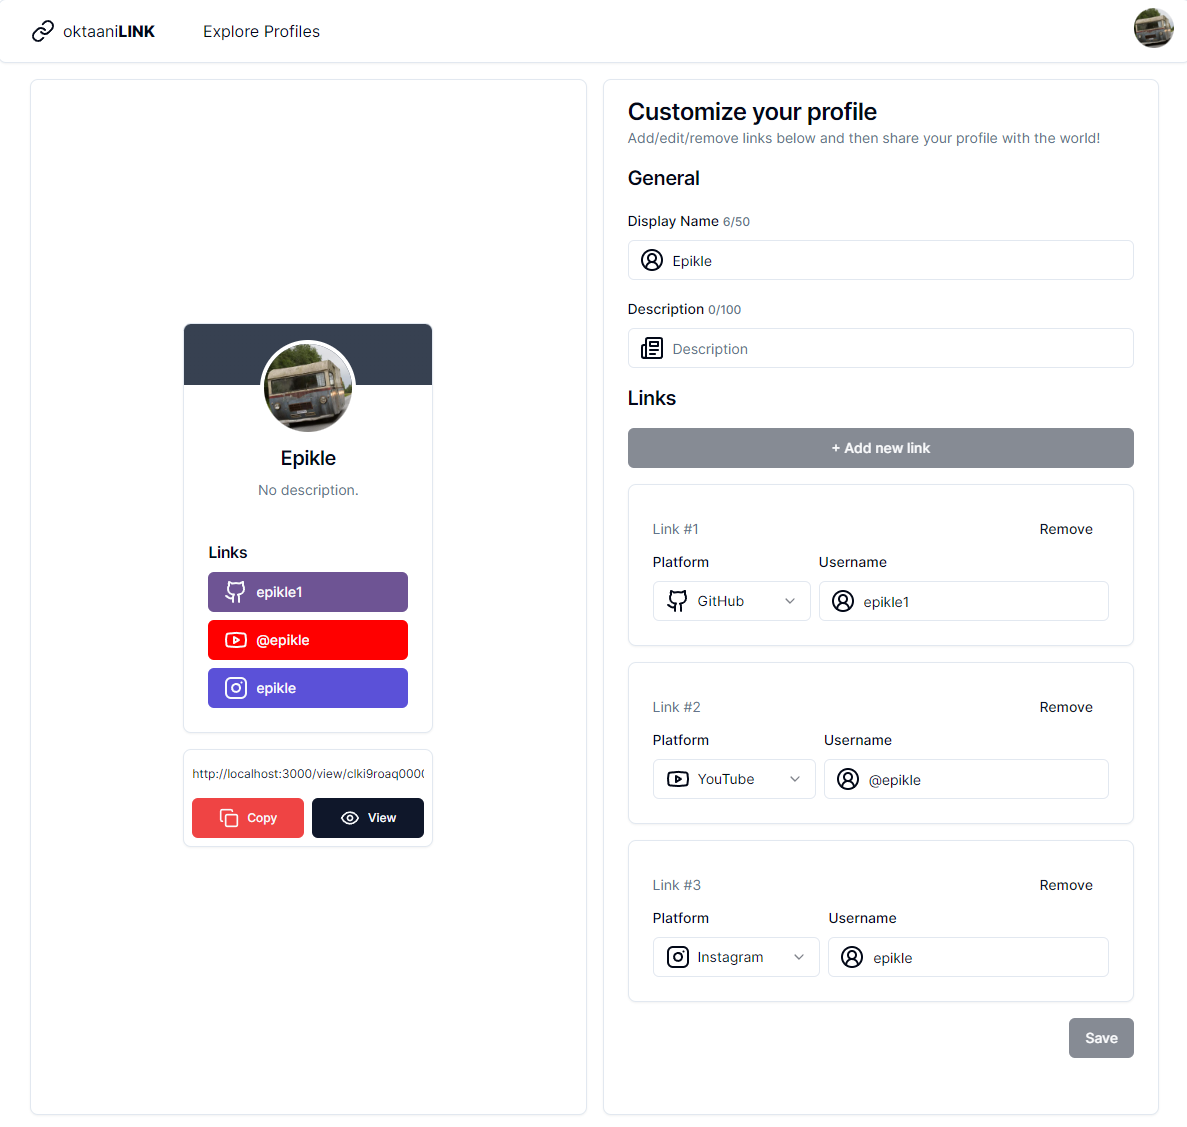 oktaaniLINK
Explore Profiles
Epikle
No description.
Links
epikle1
@epikle
epikle
http://localhost:3000/view/clki9roaq000
Copy
View
Customize your profile
Add/edit/remove links below and then share your profile with the world!
General
Display Name 6/50
Epikle
Description 0/100
Description
Links
+ Add new link
Link #1
Remove
Platform
Username
GitHub
epikle1
Link #2
Remove
Platform
Username
YouTube
@epikle
Link #3
Remove
Platform
Username
Instagram
epikle
Save